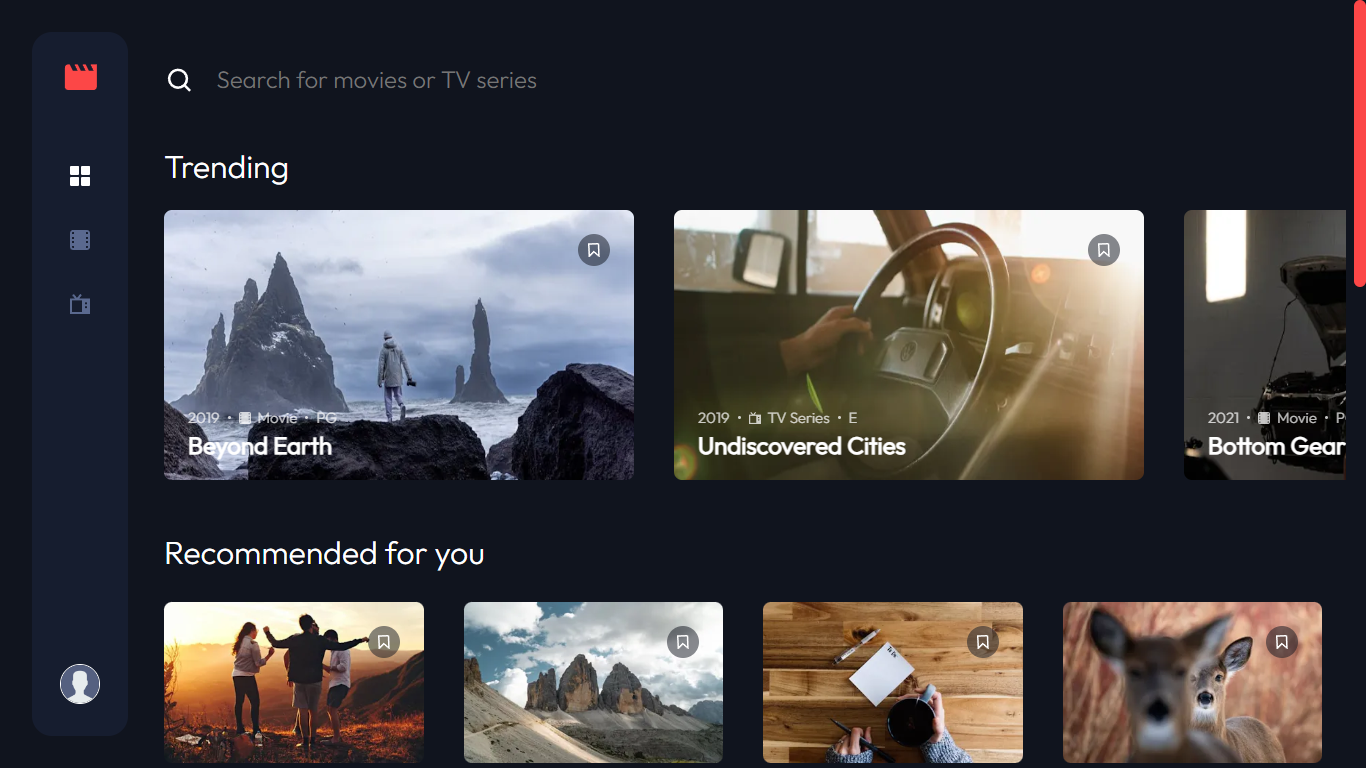 Search for movies or TV series
Trending
2019 • Movie • PG
Beyond Earth
2019 • TV Series • E
Undiscovered Cities
2021 • Movie •
Bottom Gear
Recommended for you